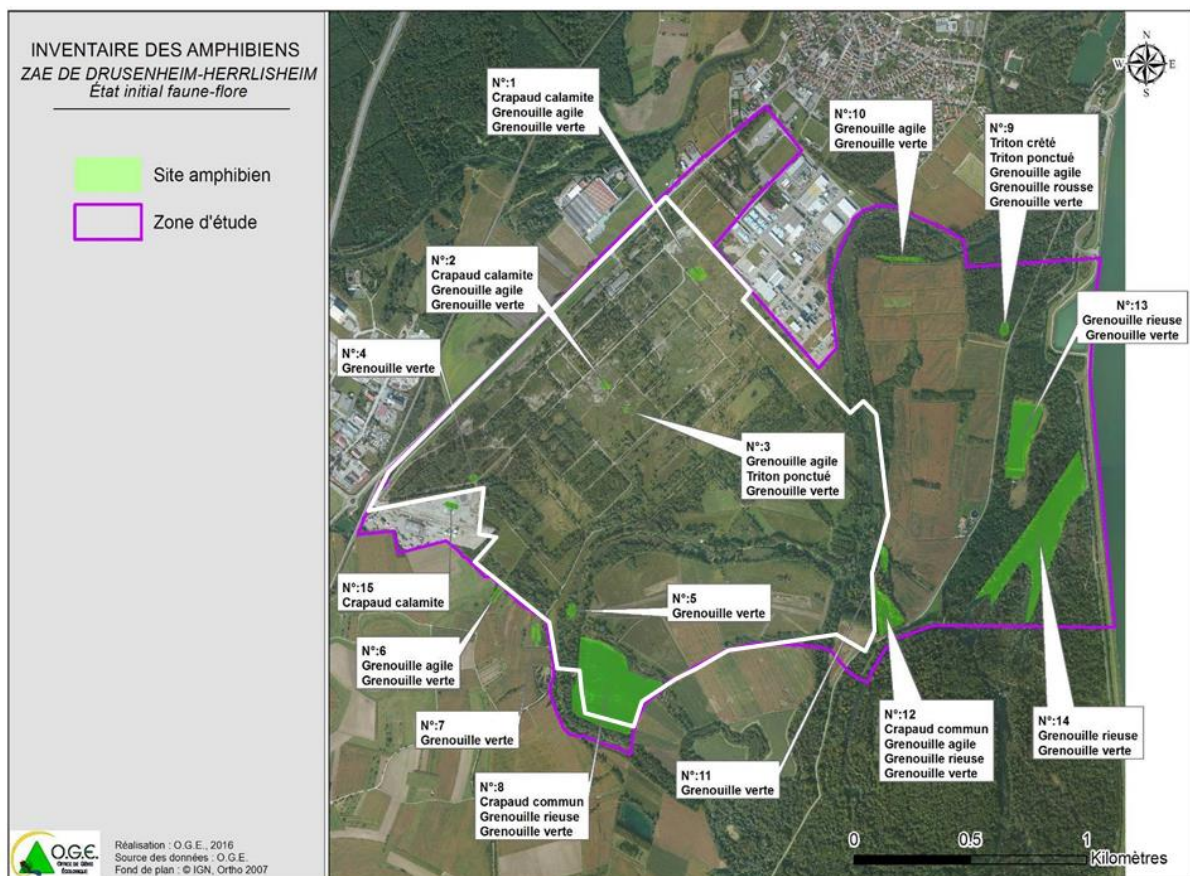 INVENTAIRE DES AMPHIBIENS
ZAE DE DRUSENHEIM-HERRLISHEIM
État initial faune-flore
Site amphibien
Zone d'étude
N°:1
Crapaud calamite
Grenouille agile
Grenouille verte
N°:10
Grenouille agile
Grenouille verte
N°:9
Triton crêté
Triton ponctué
Grenouille agile
Grenouille rousse
Grenouille verte
N
W E
S
N°:2
Crapaud calamite
Grenouille agile
Grenouille verte
N°:13
Grenouille rieuse
Grenouille verte
N°:4
Grenouille verte
N°:3
Grenouille agile
Triton ponctué
Grenouille verte
N°:15
Crapaud calamite
N°:5
Grenouille verte
N°:6
Grenouille agile
Grenouille verte
N°:7
Grenouille verte
N°:8
Crapaud commun
Grenouille rieuse
Grenouille verte
N°:11
Grenouille verte
N°:12
Crapaud commun
Grenouille agile
Grenouille rieuse
Grenouille verte
N°:14
Grenouille rieuse
Grenouille verte
0 0.5 1
Kilomètres
O.G.E.
OFFICE DE GÉNIE
ÉCOLOGIQUE
Réalisation : O.G.E., 2016
Source des données : O.G.E.
Fond de plan : © IGN, Ortho 2007